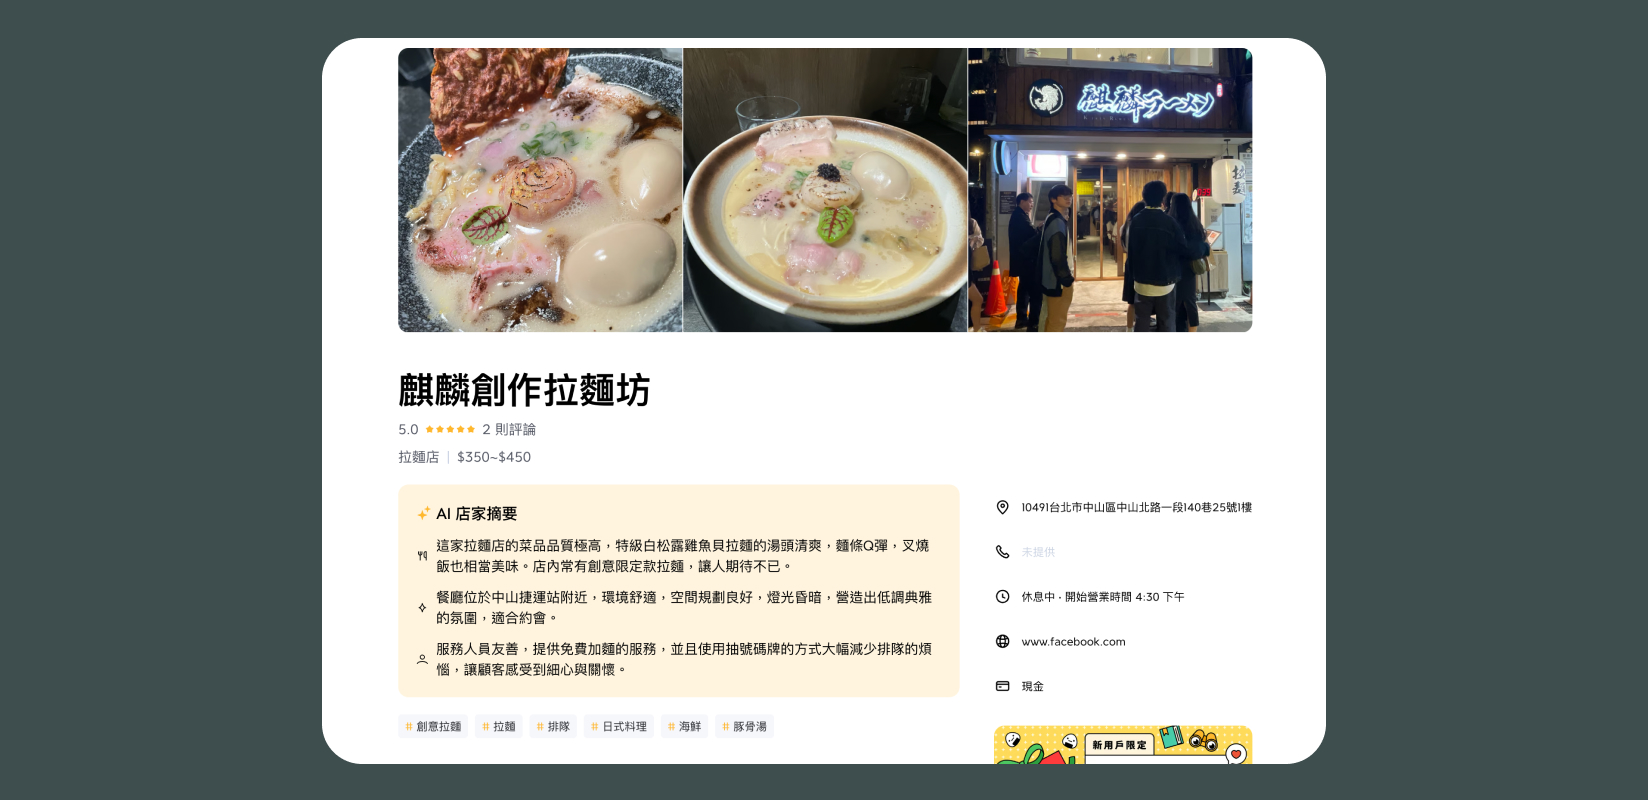 麒麟ラーメン
拉麺
麒麟創作拉麵坊
5.0 2 則評論
拉麵店 | $350~$450
AI 店家摘要
這家拉麵店的菜品品質極高，特級白松露雞魚貝拉麵的湯頭清爽，麵條Q彈，叉燒
飯也相當美味。店內常有創意限定款拉麵，讓人期待不已。
餐廳位於中山捷運站附近，環境舒適，空間規劃良好，燈光昏暗，營造出低調典雅
的氛圍，適合約會。
服務人員友善，提供免費加麵的服務，並且使用抽號碼牌的方式大幅減少排隊的煩
惱，讓顧客感受到細心與關懷。
# 創意拉麵 # 拉麵 # 排隊 # 日式料理 # 海鮮 # 豚骨湯
10491台北市中山區中山北路一段140巷25號1樓
未提供
休息中 · 開始營業時間 4:30 下午
www.facebook.com
現金
新用戶限定